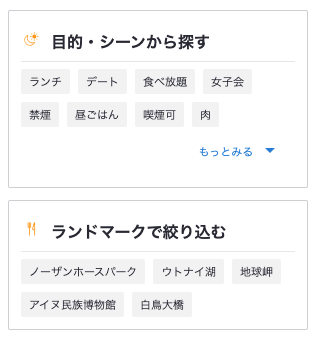 目的・シーンから探す
ランチ デート 食べ放題 女子会
禁煙 昼ごはん 喫煙可 肉
もっとみる
ランドマークで絞り込む
ノーザンホースパーク ウトナイ湖 地球岬
アイヌ民族博物館 白鳥大橋